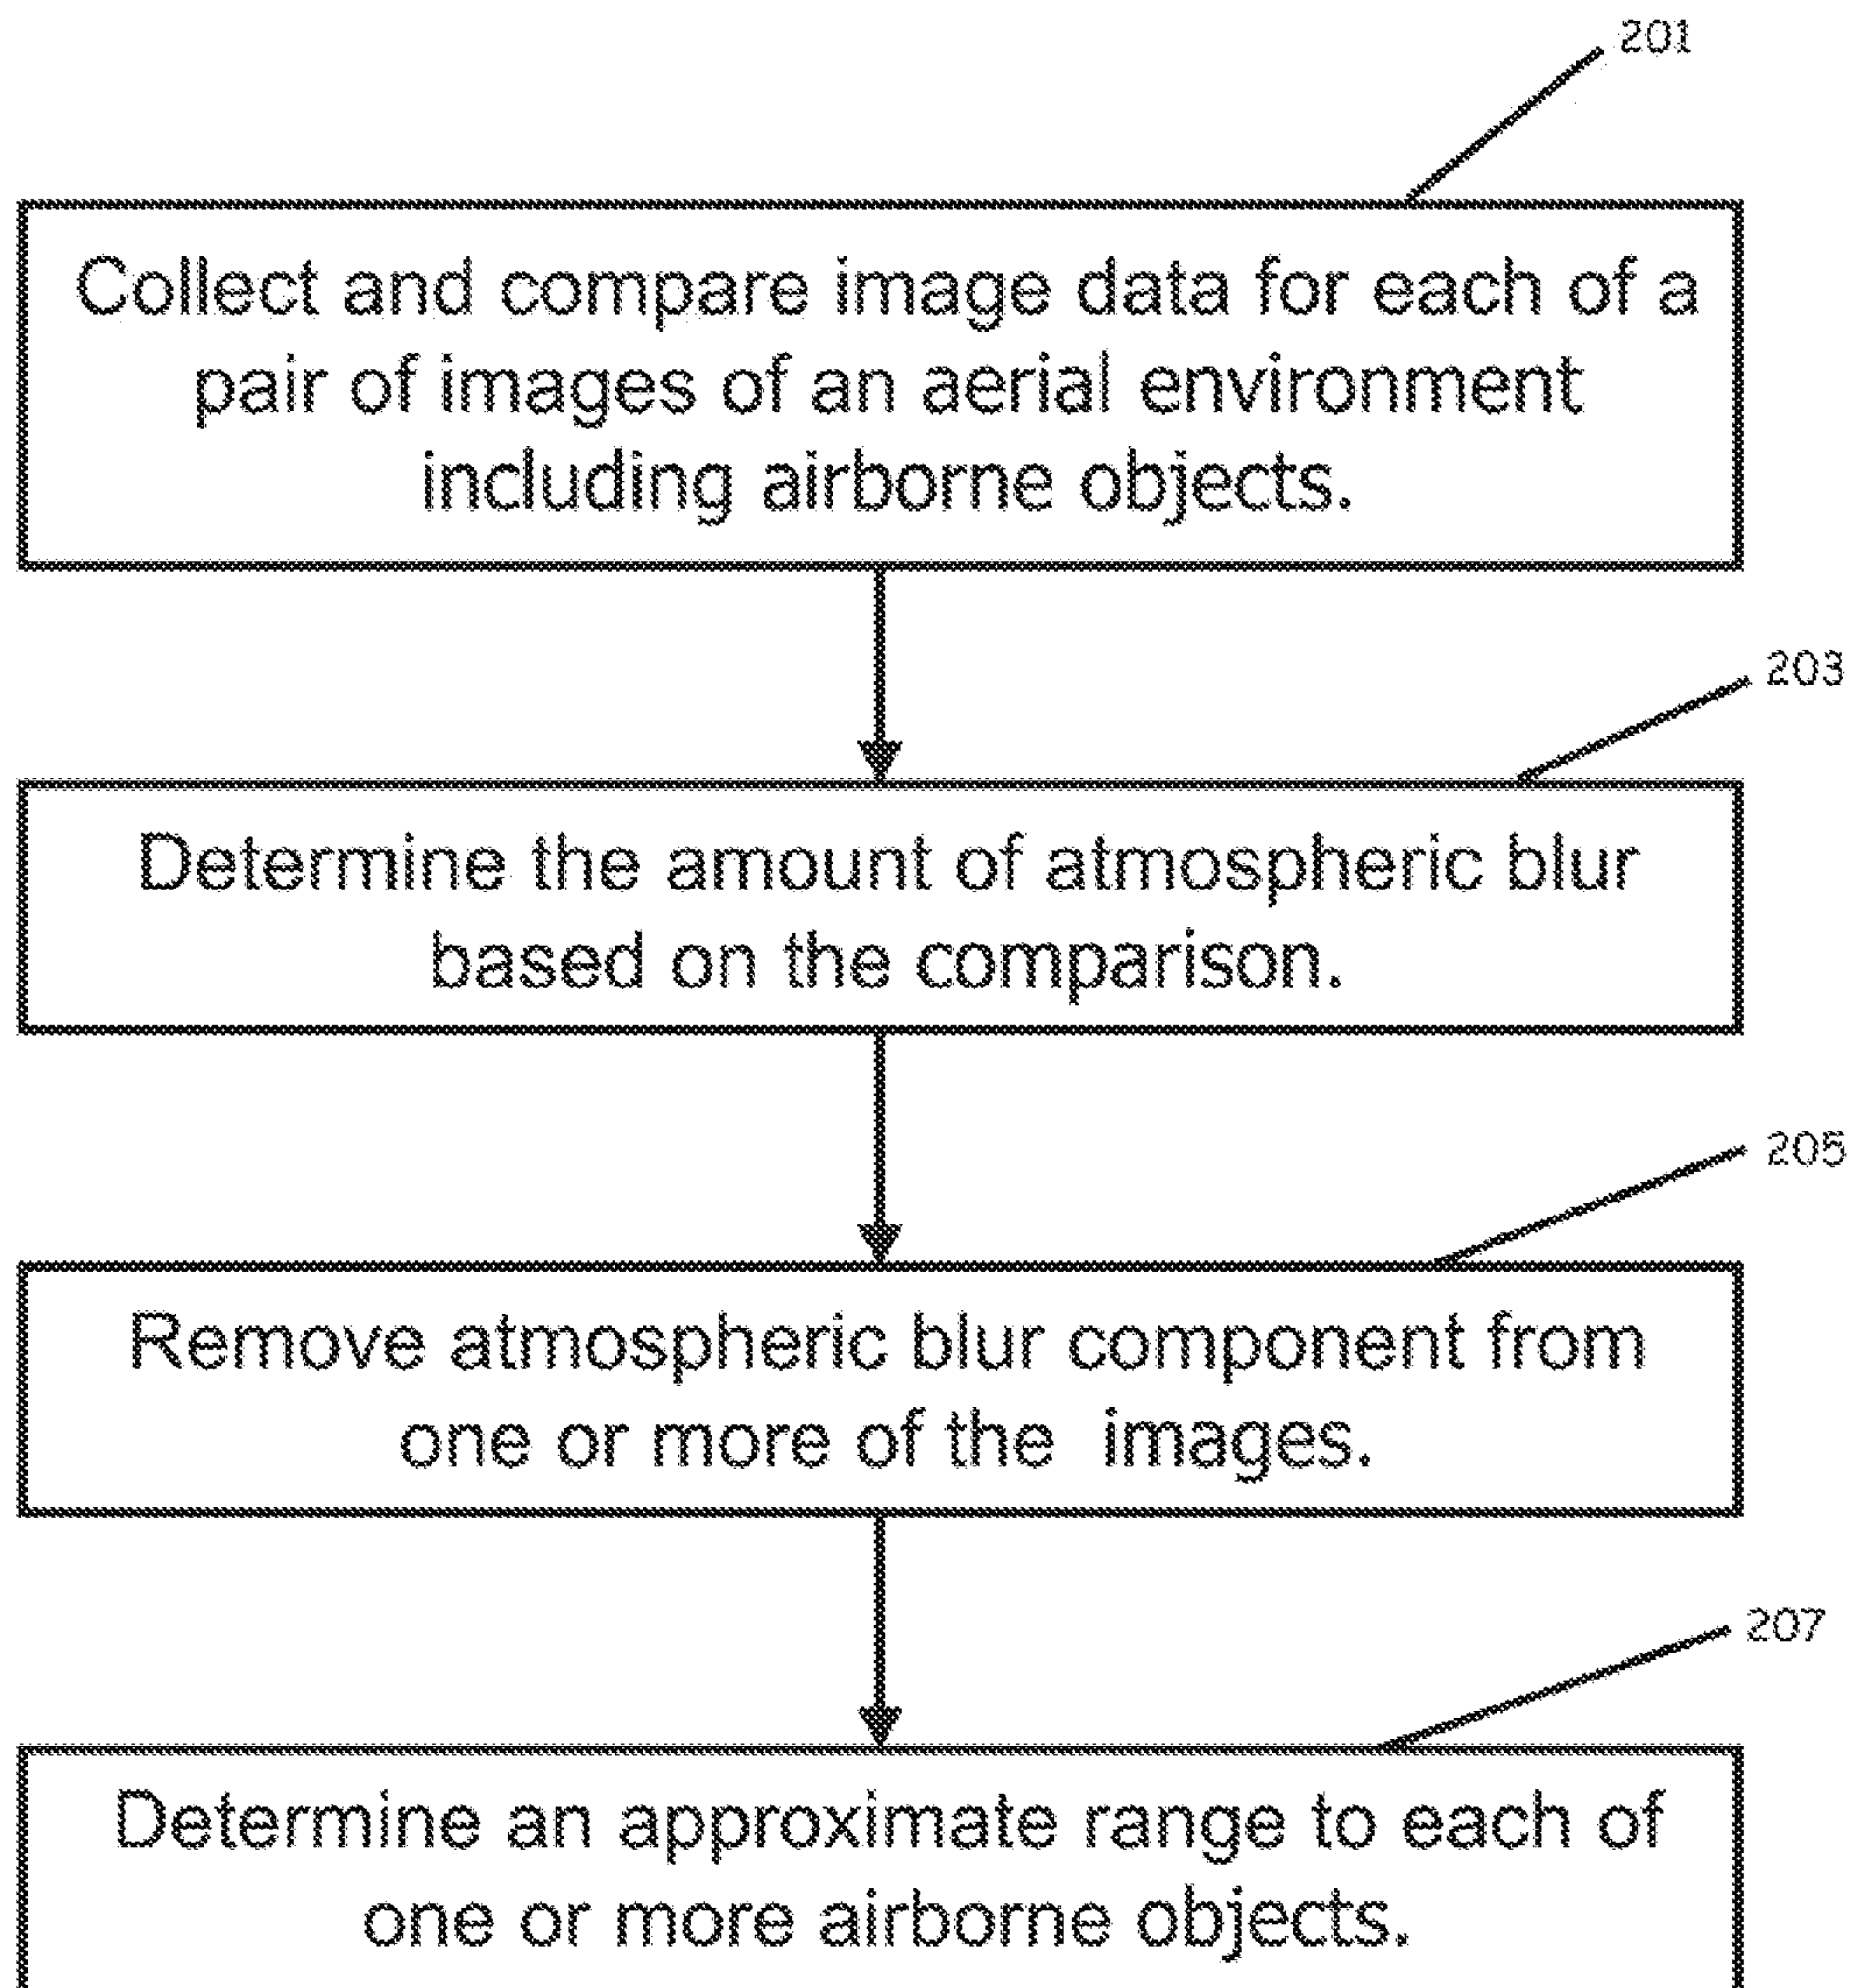 201
Collect and compare image data for each of a
pair of images of an aerial environment
including airborne objects.
203
Determine the amount of atmospheric blur
based on the comparison.
205
Remove atmospheric blur component from
one or more of the images.
207
Determine an approximate range to each of
one or more airborne objects.